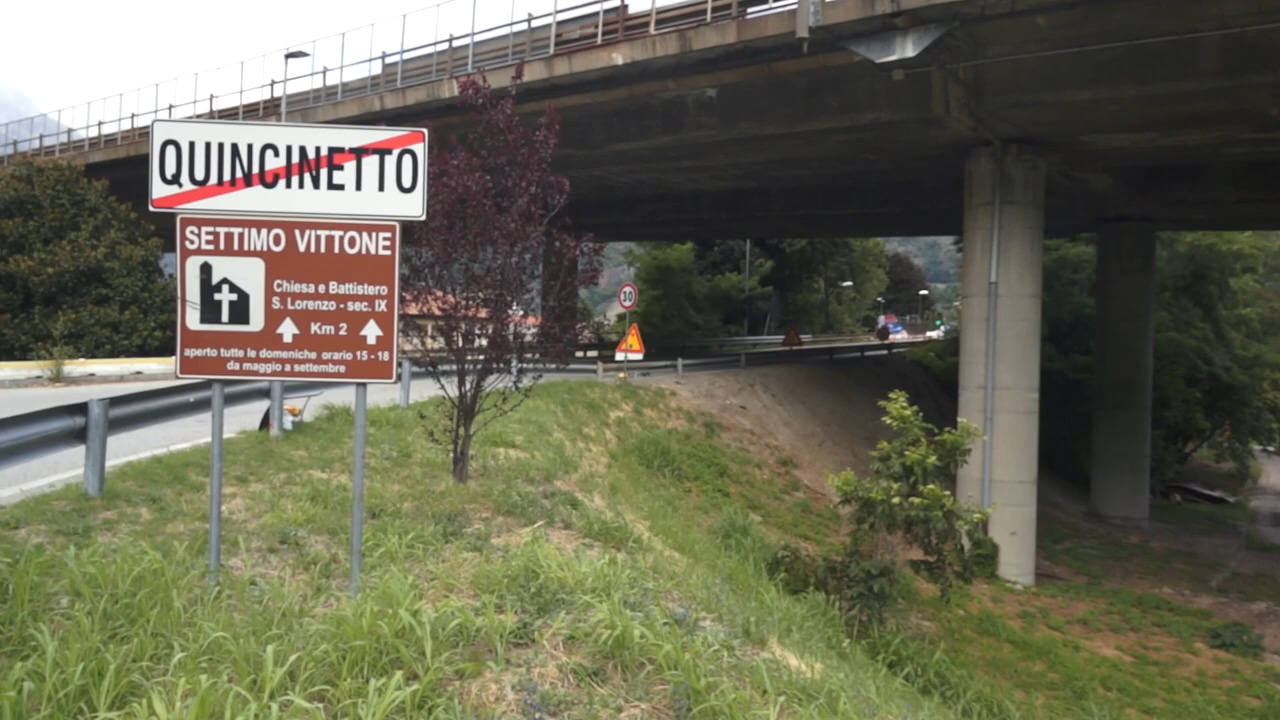 QUINCINETTO
SETTIMO VITTONE
Chiesa e Battistero
S. Lorenzo - sec. IX
Km 2
aperto tutte le domeniche orario 15 - 18
da maggio a settembre
30